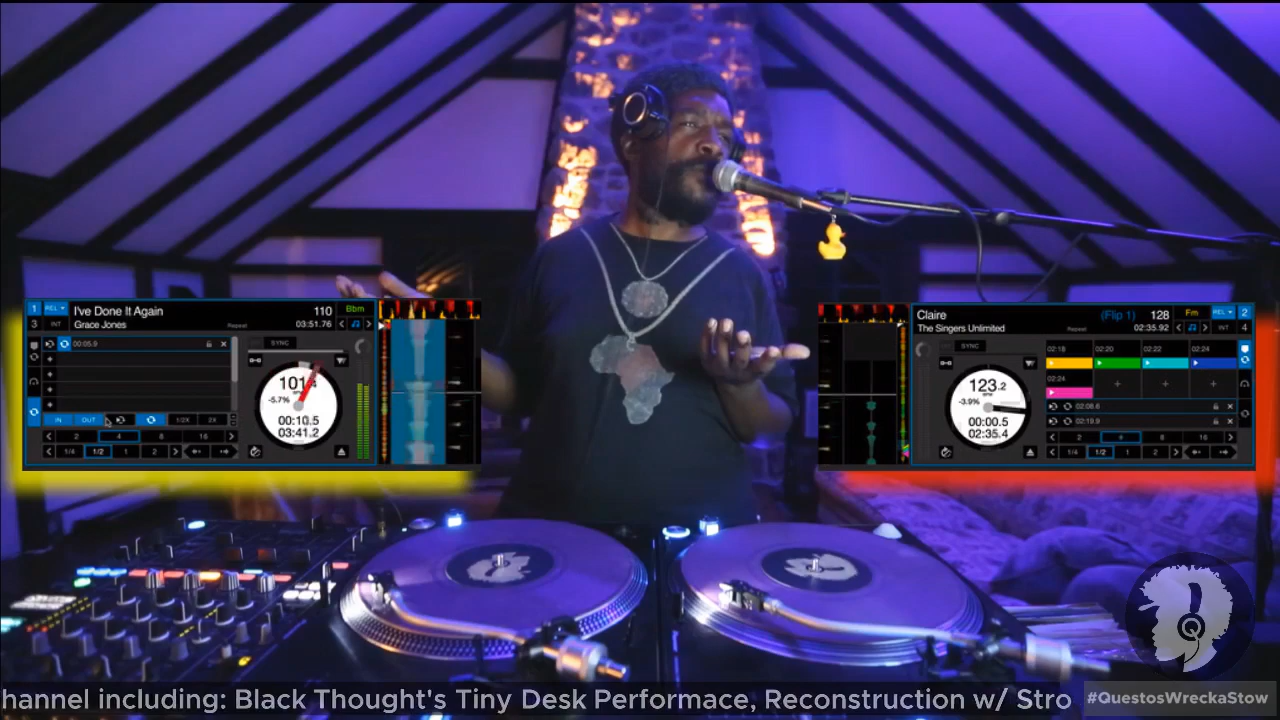 1 REL I've Done It Again 110 Bbm
3 INT Grace Jones Repeat 03:51.76
SYNC
00:05.9
101.4
-5.7%
00:10.5
03:41.2
IN OUT 1/2X 2X
2 4 8 16
1/4 1/2 1 2
Claire (Flip 1) 128 Fm REL 2
The Singers Unlimited Repeat 02:35.92 INT 4
SYNC
02:18 02:20 02:22 02:24
02:24
123.2
-3.9%
00:00.5
02:35.4
02:08.6
02:19.9
2 4 8 16
1/4 1/2 1 2
hannel including: Black Thought's Tiny Desk Performace, Reconstruction w/ Stro
#QuestosWreckaStow